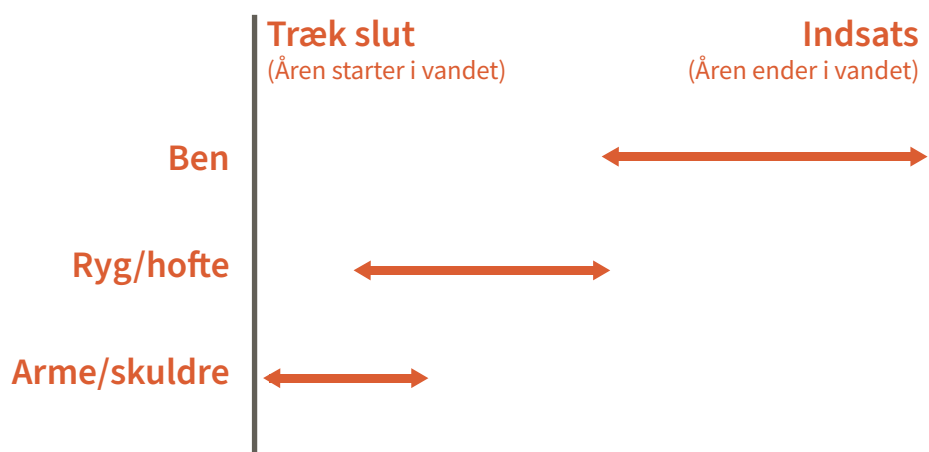 Træk slut
(Åren starter i vandet)
Indsats
(Åren ender i vandet)
Ben
Ryg/hofte
Arme/skuldre